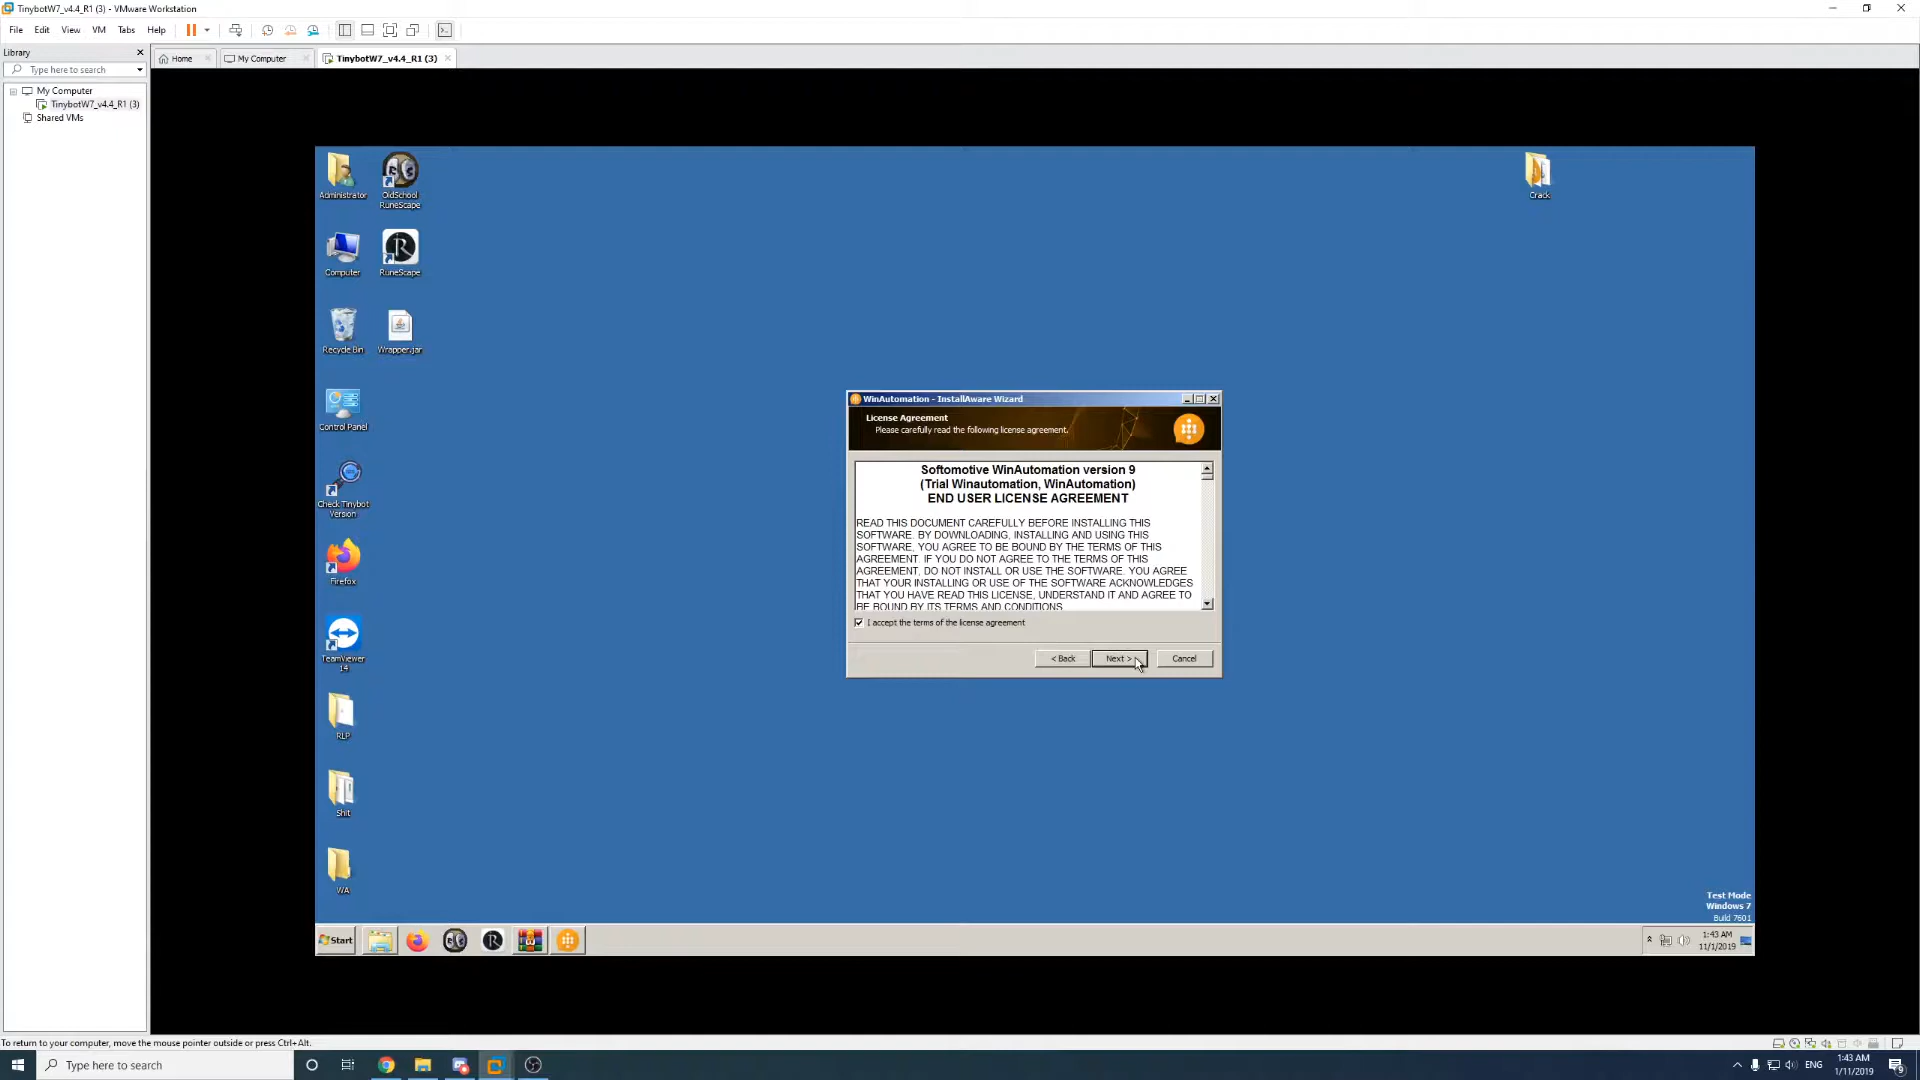 TinybotW7_v4.4_R1 (3) - VMware Workstation
File Edit View VM Tabs Help
Library
Type here to search
My Computer
TinybotW7_v4.4_R1 (3)
Shared VMs
Home
My Computer
TinybotW7_v4.4_R1 (3)
Administrator
OldSchool
RuneScape
Crack
Computer
RuneScape
Recycle Bin
Wrapper.jar
Control Panel
Check Tinybot
Version
Firefox
TeamViewer
14
RLP
Shit
WA
WinAutomation - InstallAware Wizard
License Agreement
Please carefully read the following license agreement.
Softomotive WinAutomation version 9
(Trial Winautomation, WinAutomation)
END USER LICENSE AGREEMENT
READ THIS DOCUMENT CAREFULLY BEFORE INSTALLING THIS
SOFTWARE. BY DOWNLOADING, INSTALLING AND USING THIS
SOFTWARE, YOU AGREE TO BE BOUND BY THE TERMS OF THIS
AGREEMENT. IF YOU DO NOT AGREE TO THE TERMS OF THIS
AGREEMENT, DO NOT INSTALL OR USE THE SOFTWARE. YOU AGREE
THAT YOUR INSTALLING OR USE OF THE SOFTWARE ACKNOWLEDGES
THAT YOU HAVE READ THIS LICENSE, UNDERSTAND IT AND AGREE TO
BE BOUND BY ITS TERMS AND CONDITIONS
I accept the terms of the license agreement
< Back
Next >
Cancel
Test Mode
Windows 7
Build 7601
Start
1:43 AM
11/1/2019
To return to your computer, move the mouse pointer outside or press Ctrl+Alt.
Type here to search
ENG
1:43 AM
1/11/2019